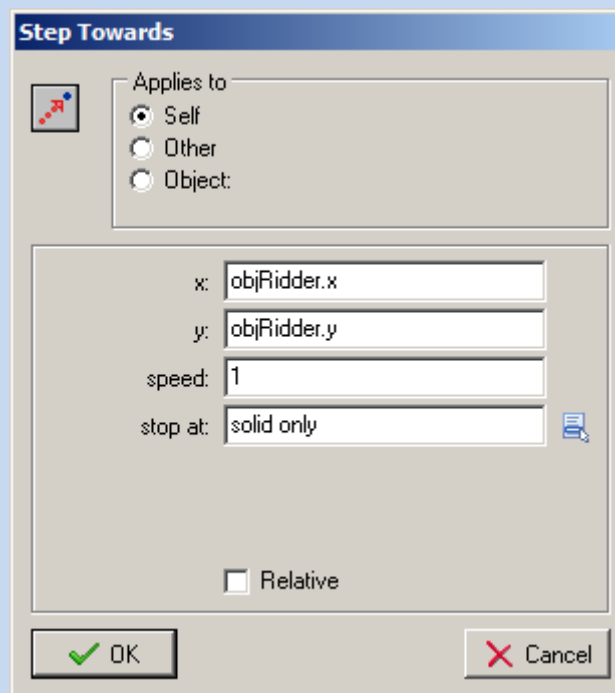 Step Towards
Applies to
Self
Other
Object:
x: objRidder.x
y: objRidder.y
speed: 1
stop at: solid only
Relative
OK Cancel